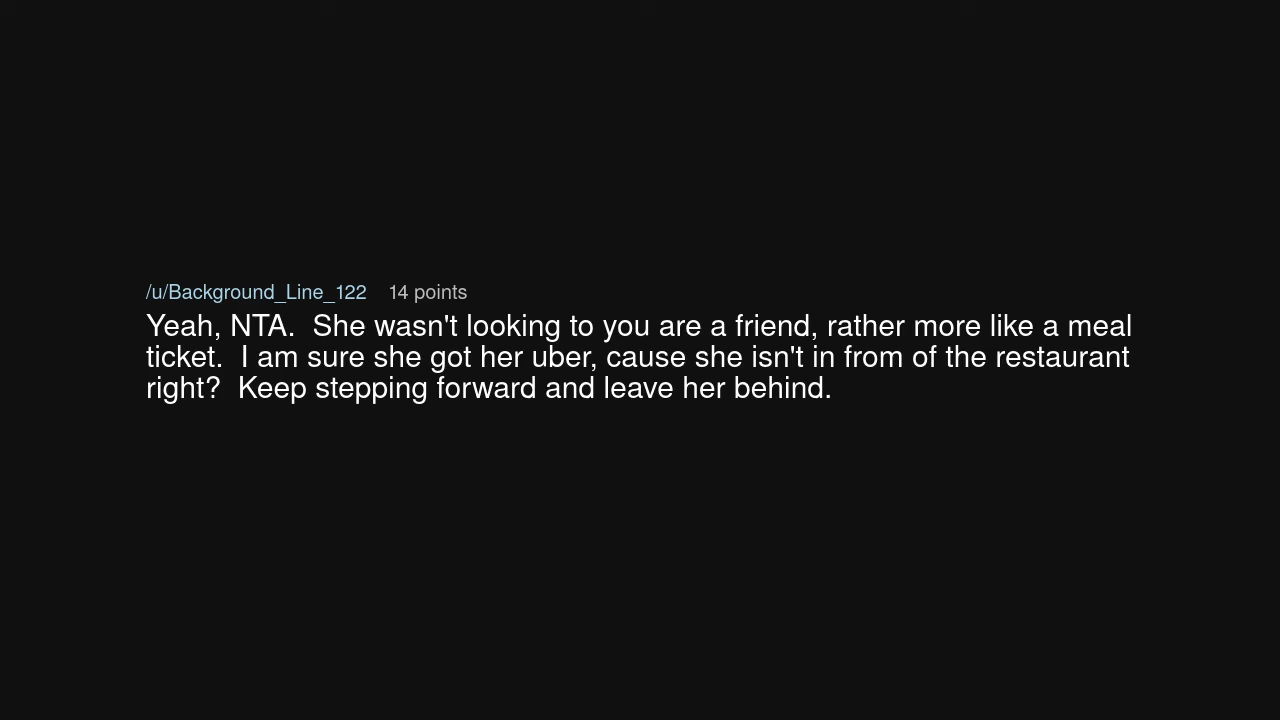 /u/Background_Line_122 14 points
Yeah, NTA.  She wasn't looking to you are a friend, rather more like a meal
ticket.  I am sure she got her uber, cause she isn't in from of the restaurant
right?  Keep stepping forward and leave her behind.